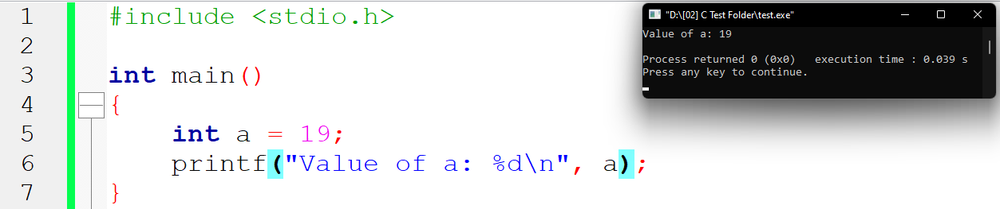 1 #include <stdio.h>
2
3 int main()
4 {
5 int a = 19;
6 printf("Value of a: %d\n", a);
7 }
"D:\[02] C Test Folder\test.exe"
Value of a: 19
Process returned 0 (0x0)   execution time : 0.039 s
Press any key to continue.